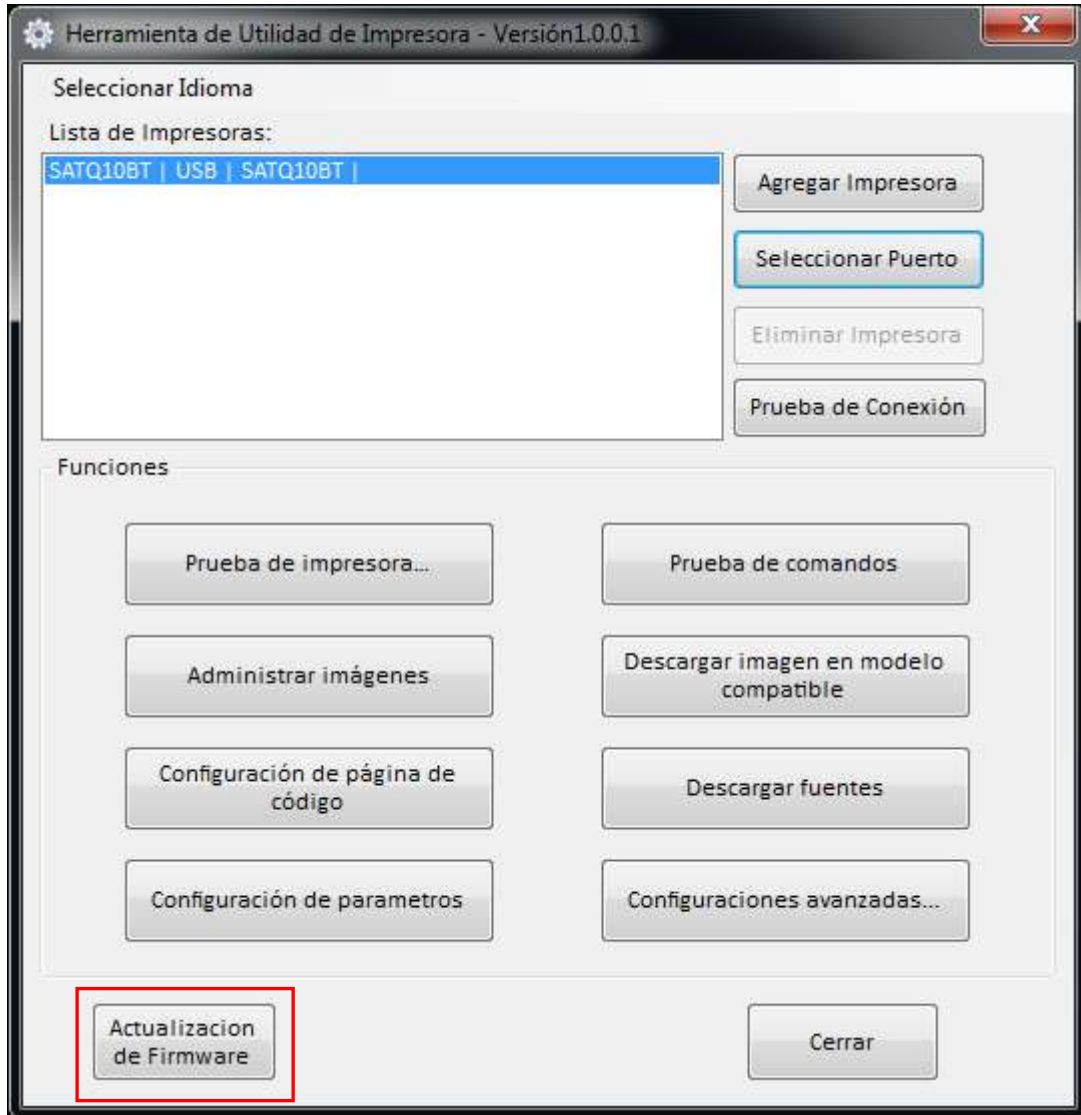 Herramienta de Utilidad de Impresora - Versión1.0.0.1
Seleccionar Idioma
Lista de Impresoras:
SATQ10BT | USB | SATQ10BT |
Agregar Impresora
Seleccionar Puerto
Eliminar Impresora
Prueba de Conexión
Funciones
Prueba de impresora...
Prueba de comandos
Administrar imágenes
Descargar imagen en modelo
compatible
Configuración de página de
código
Descargar fuentes
Configuración de parametros
Configuraciones avanzadas...
Actualizacion
de Firmware
Cerrar